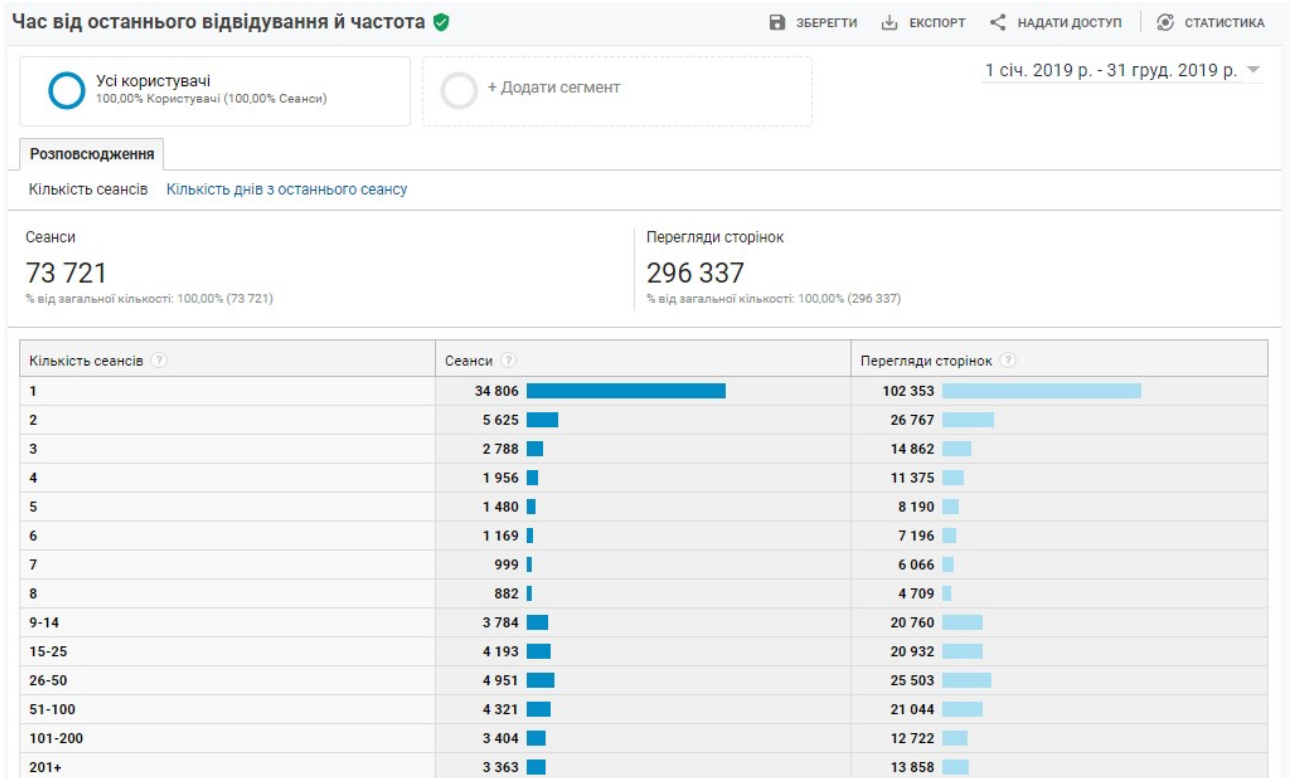 Час від останнього відвідування й частота
ЗБЕРЕГТИ ЕКСПОРТ НАДАТИ ДОСТУП СТАТИСТИКА
Усі користувачі
100,00% Користувачі (100,00% Сеанси)
+ Додати сегмент
1 січ. 2019 р. - 31 груд. 2019 р.
Розповсюдження
Кількість сеансів Кількість днів з останнього сеансу
Сеанси Перегляди сторінок
73 721 296 337
% від загальної кількості: 100,00% (73 721) % від загальної кількості: 100,00% (296 337)
Кількість сеансів ? Сеанси ? Перегляди сторінок ?
1 34 806 102 353
2 5 625 26 767
3 2 788 14 862
4 1 956 11 375
5 1 480 8 190
6 1 169 7 196
7 999 6 066
8 882 4 709
9-14 3 784 20 760
15-25 4 193 20 932
26-50 4 951 25 503
51-100 4 321 21 044
101-200 3 404 12 722
201+ 3 363 13 858